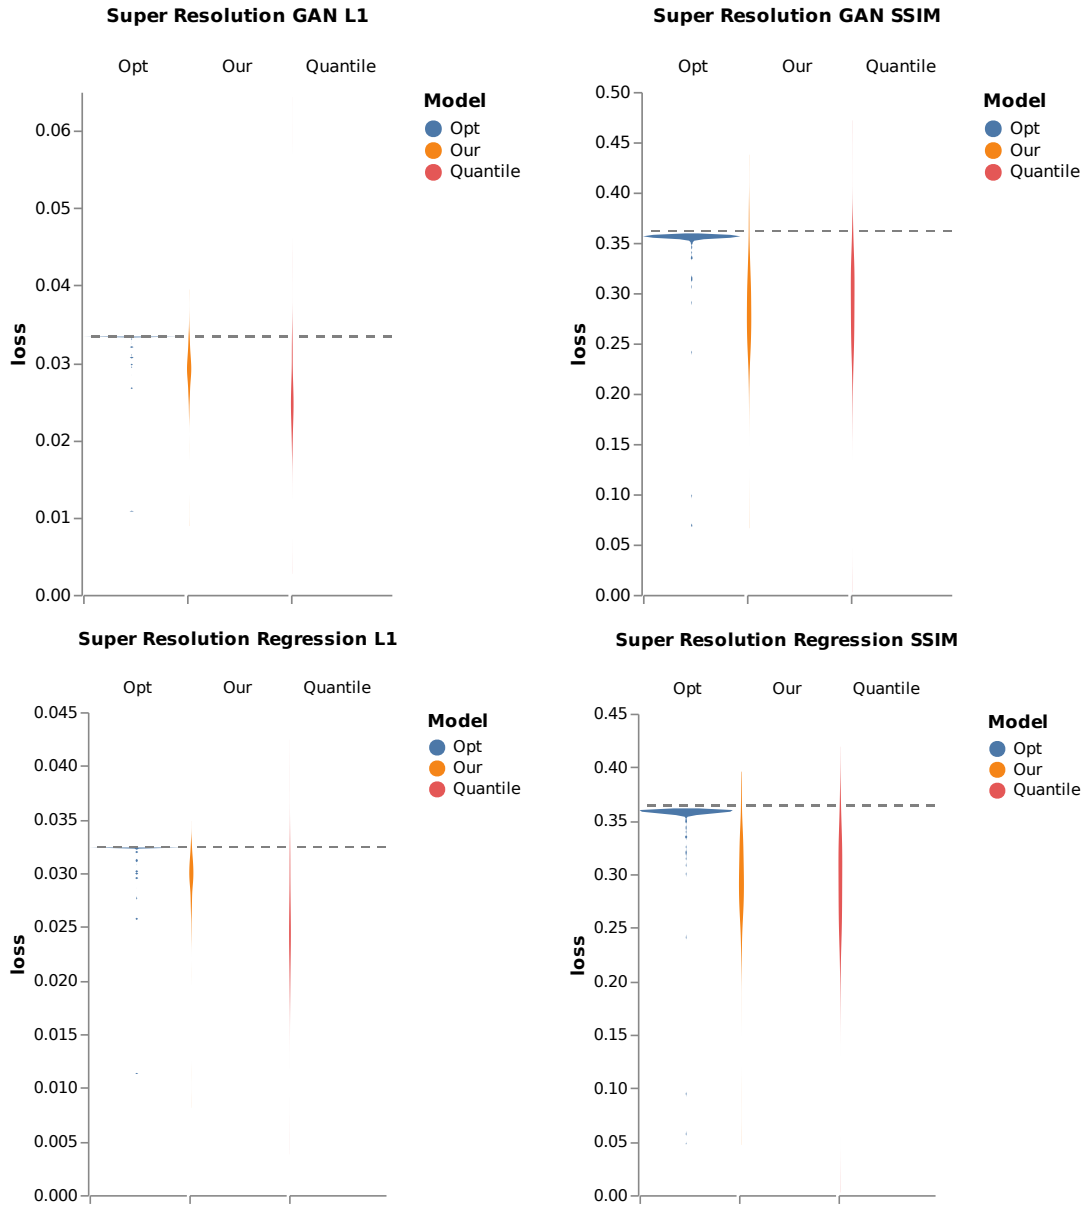 Super Resolution GAN L1
Opt Our Quantile
0.06
0.05
0.04
0.03
0.02
0.01
0.00
loss
Model
Opt
Our
Quantile
Super Resolution GAN SSIM
Opt Our Quantile
0.50
0.45
0.40
0.35
0.30
0.25
0.20
0.15
0.10
0.05
0.00
loss
Model
Opt
Our
Quantile
Super Resolution Regression L1
Opt Our Quantile
0.045
0.040
0.035
0.030
0.025
0.020
0.015
0.010
0.005
0.000
loss
Model
Opt
Our
Quantile
Super Resolution Regression SSIM
Opt Our Quantile
0.45
0.40
0.35
0.30
0.25
0.20
0.15
0.10
0.05
0.00
loss
Model
Opt
Our
Quantile